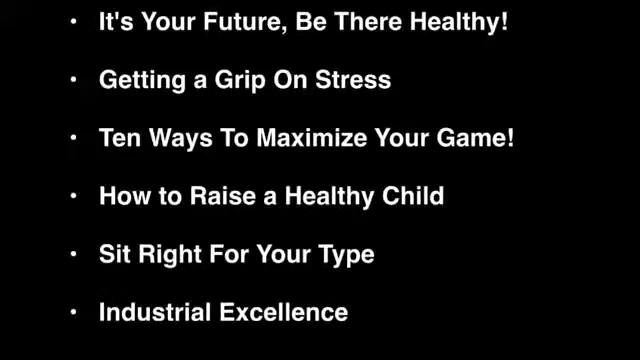 • It's Your Future, Be There Healthy!
• Getting a Grip On Stress
• Ten Ways To Maximize Your Game!
• How to Raise a Healthy Child
• Sit Right For Your Type
• Industrial Excellence